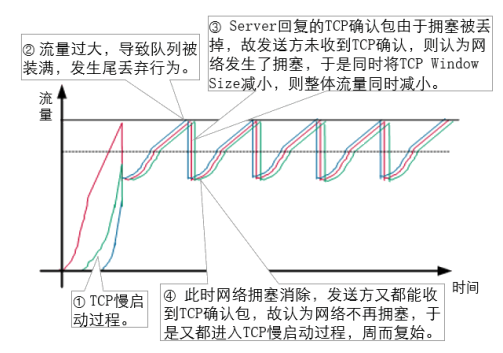 ③ Server回复的TCP确认包由于拥塞被丢
掉，故发送方未收到TCP确认，则认为网
络发生了拥塞，于是同时将TCP Window
Size减小，则整体流量同时减小。
② 流量过大，导致队列被
装满，发生尾丢弃行为。
流
量
时间
① TCP慢启
动过程。
④ 此时网络拥塞消除，发送方又都能收
到TCP确认包，故认为网络不再拥塞，于
是又都进入TCP慢启动过程，周而复始。